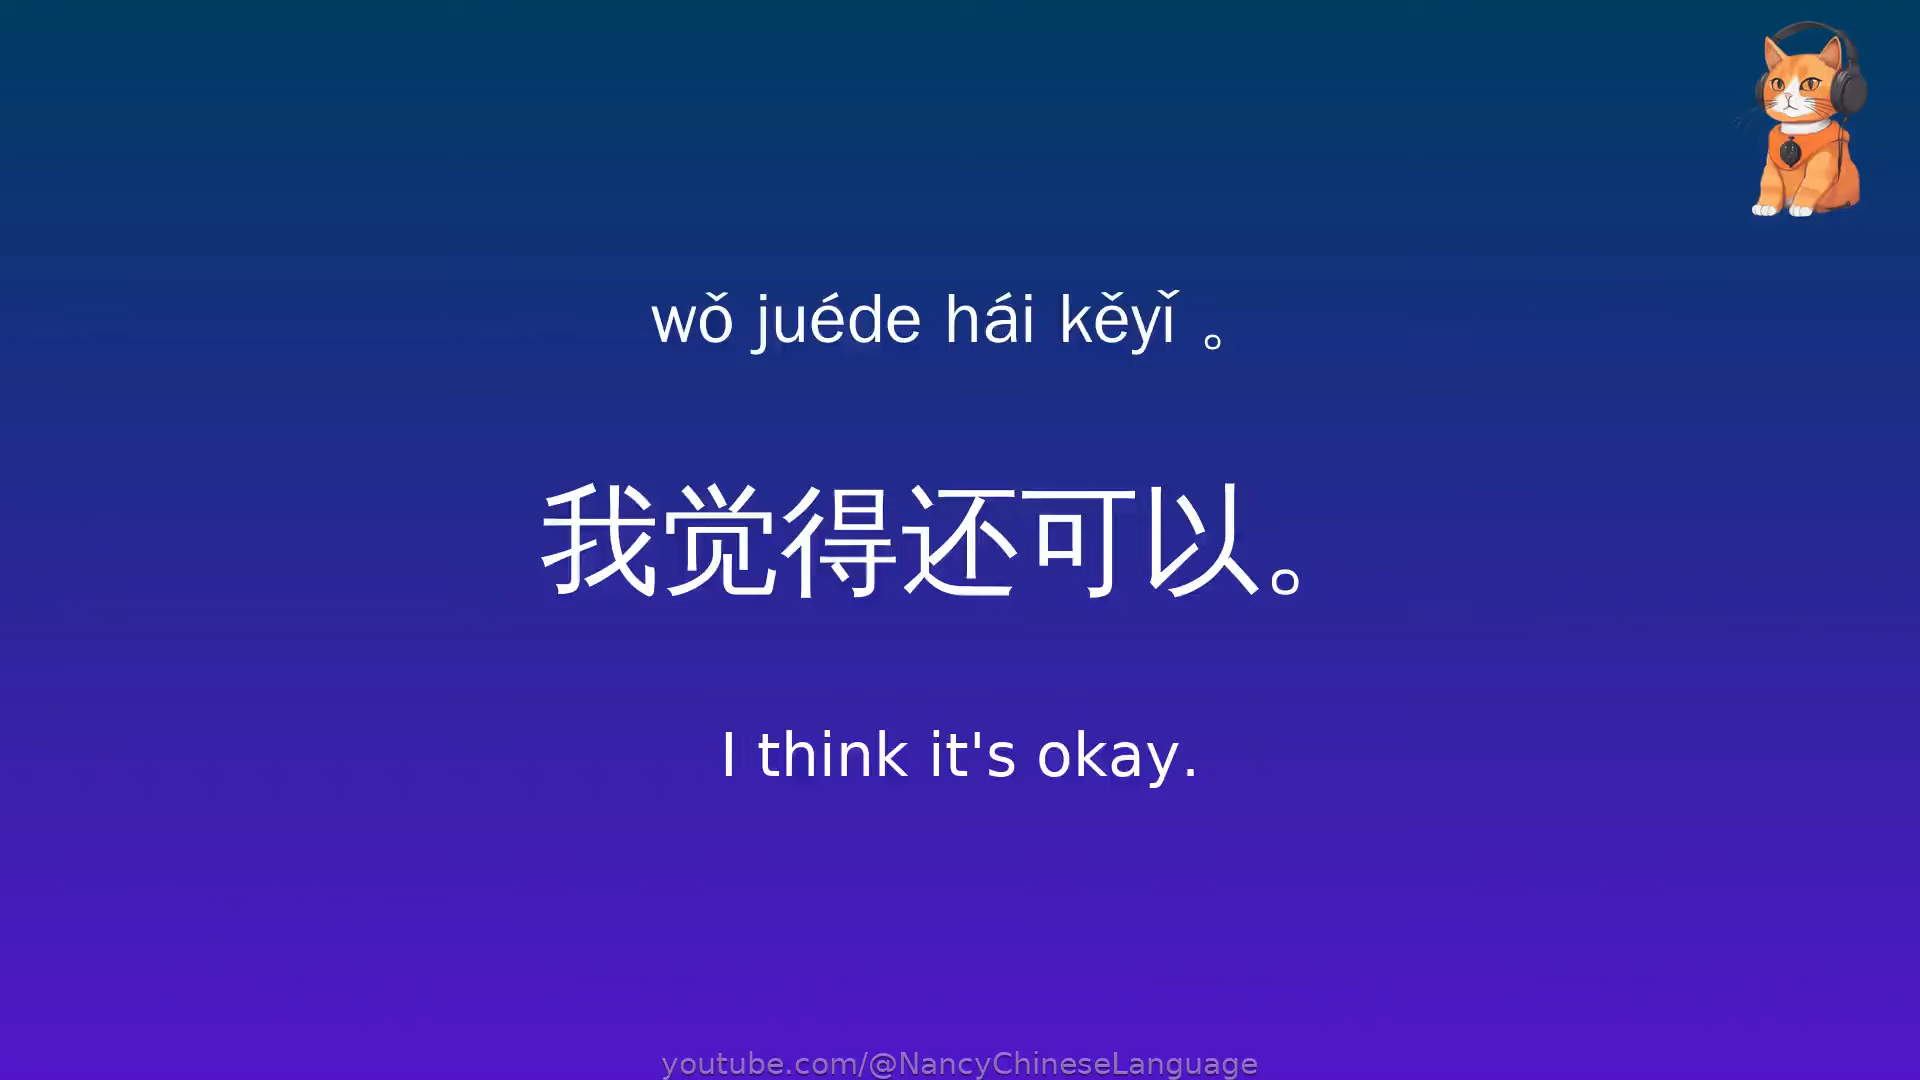 wǒ juéde hái kěyǐ 。
我觉得还可以。
I think it's okay.
youtube.com/@NancyChineseLanguage